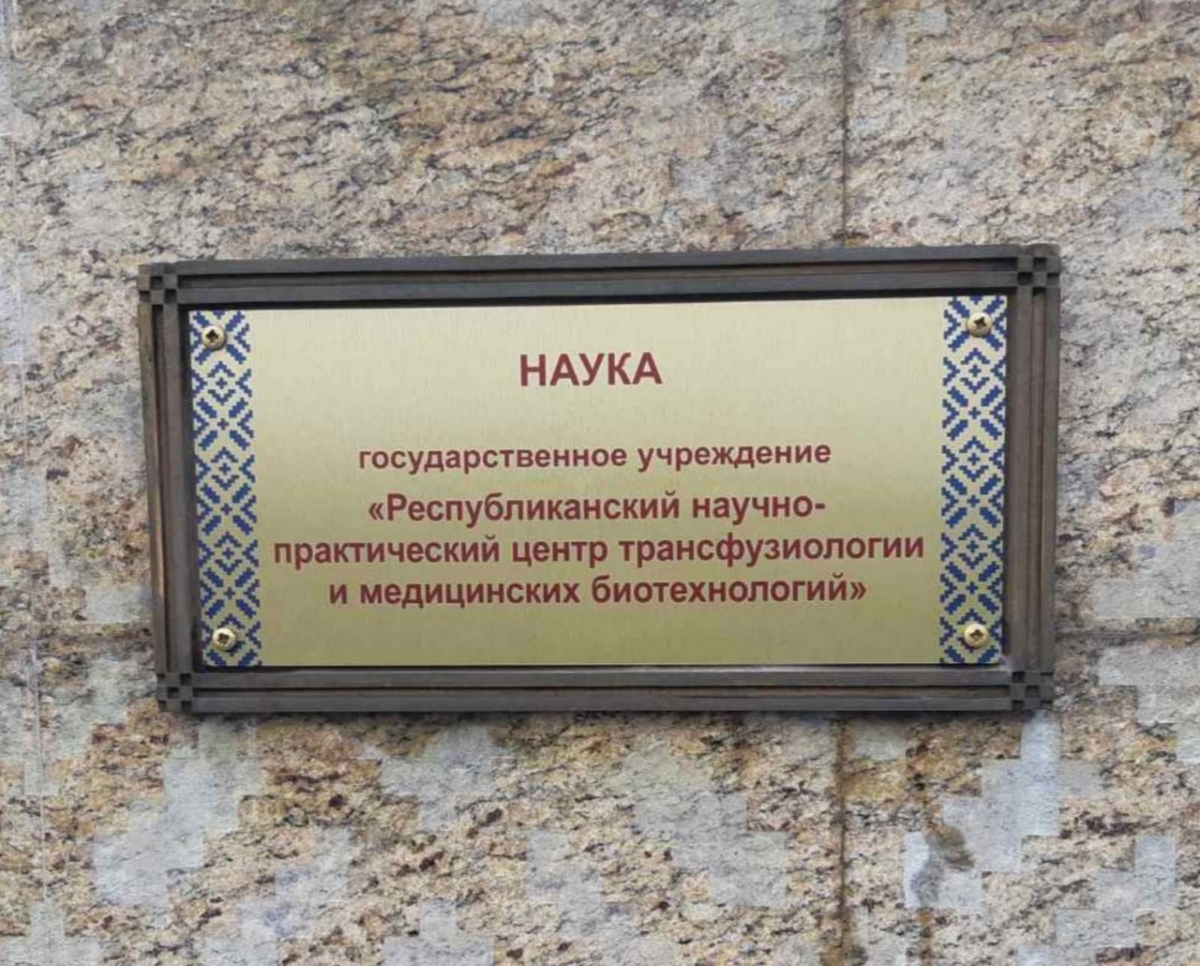 НАУКА
государственное учреждение
«Республиканский научно-
практический центр трансфузиологии
и медицинских биотехнологий»